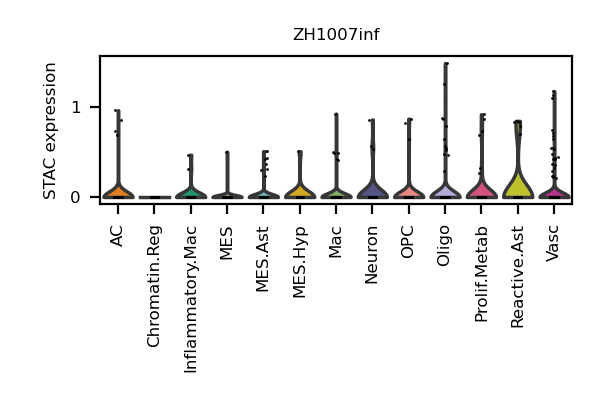 ZH1007inf
STAC expression
1
0
AC
Chromatin.Reg
Inflammatory.Mac
MES
MES.Ast
MES.Hyp
Mac
Neuron
OPC
Oligo
Prolif.Metab
Reactive.Ast
Vasc